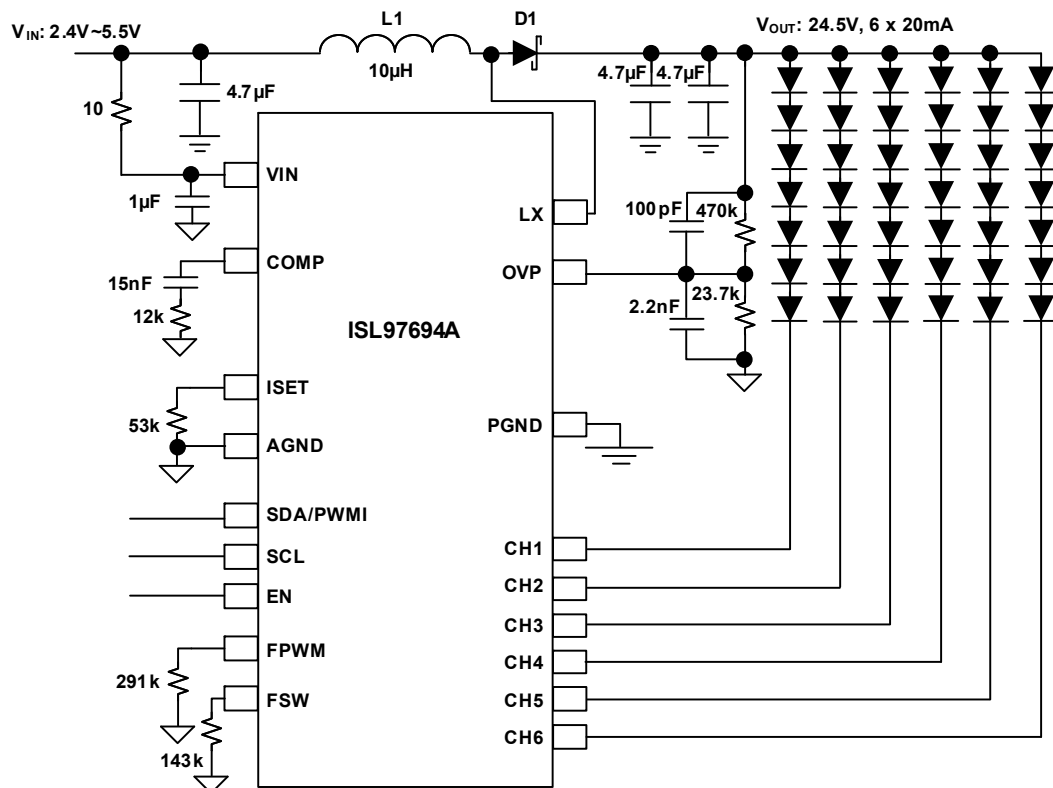 V_IN: 2.4V~5.5V
L1
D1
V_OUT: 24.5V, 6 x 20mA
10µH
4.7µF
4.7µF
4.7µF
10
1µF
VIN
LX
100pF
470k
COMP
OVP
15nF
12k
2.2nF
23.7k
ISL97694A
ISET
53k
AGND
PGND
SDA/PWMI
SCL
EN
CH1
CH2
CH3
CH4
CH5
CH6
FPWM
291k
FSW
143k